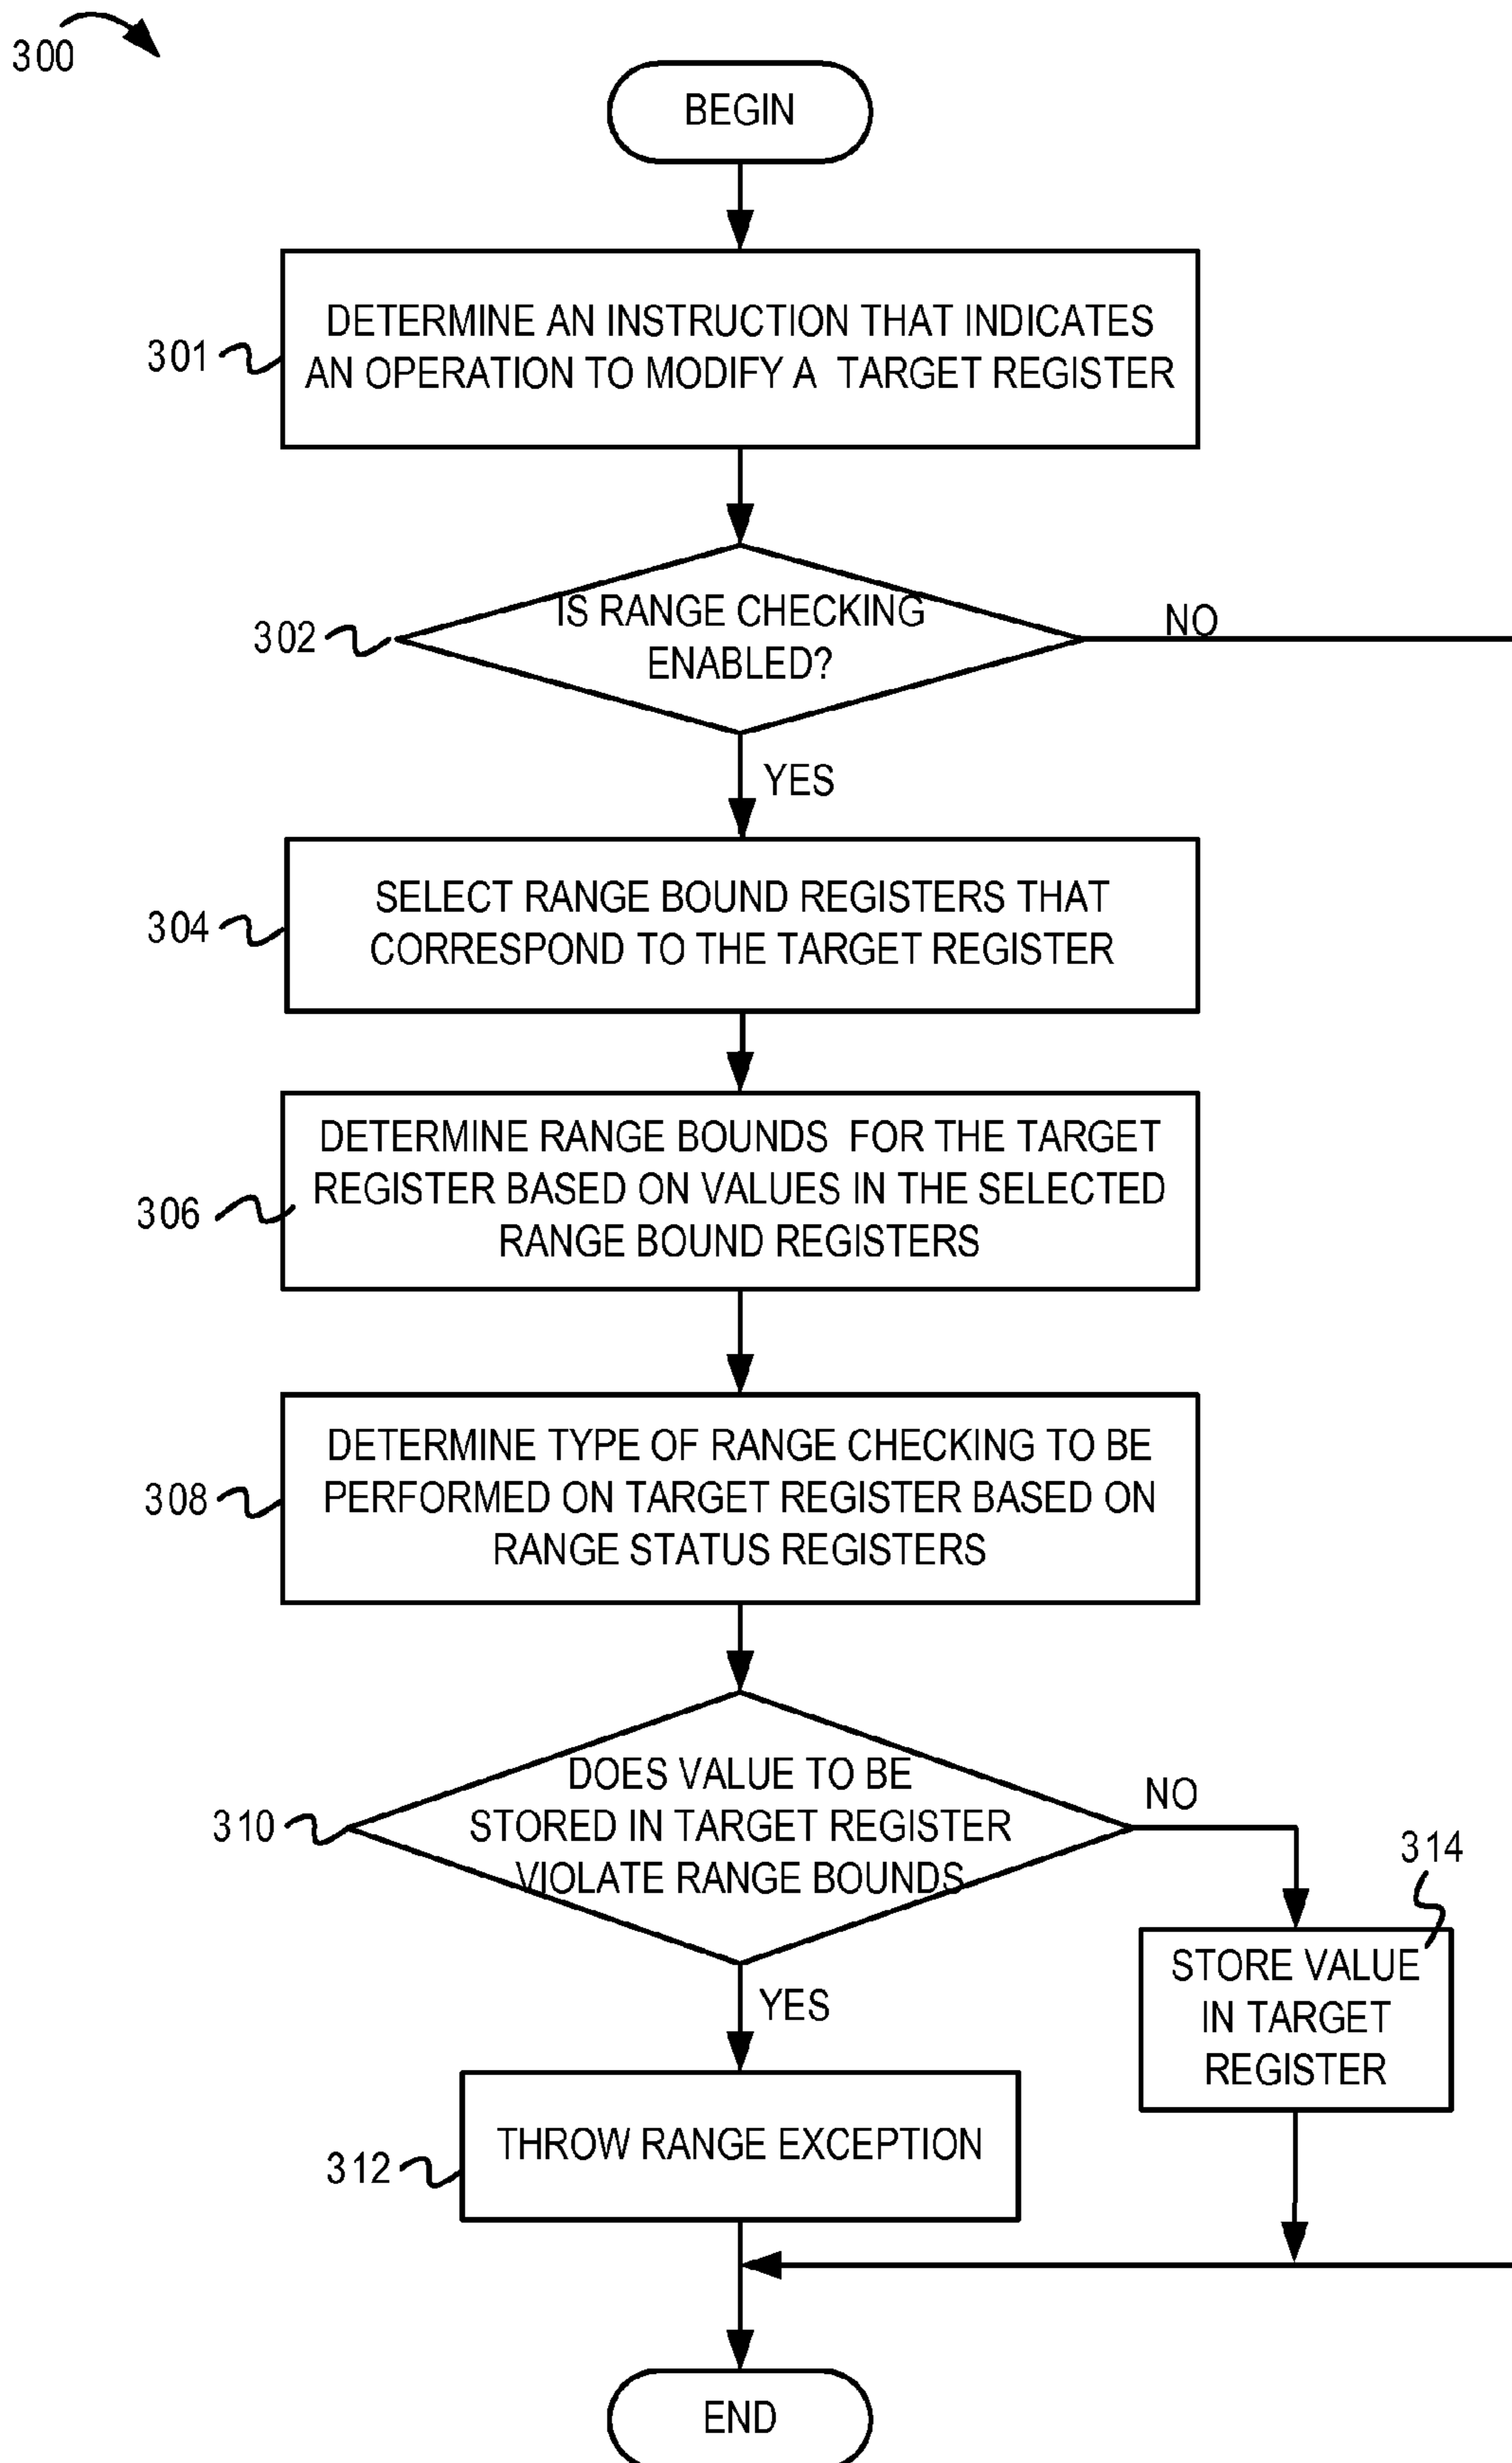 300
BEGIN
301
DETERMINE AN INSTRUCTION THAT INDICATES
AN OPERATION TO MODIFY A TARGET REGISTER
302
IS RANGE CHECKING
ENABLED?
NO
YES
304
SELECT RANGE BOUND REGISTERS THAT
CORRESPOND TO THE TARGET REGISTER
306
DETERMINE RANGE BOUNDS FOR THE TARGET
REGISTER BASED ON VALUES IN THE SELECTED
RANGE BOUND REGISTERS
308
DETERMINE TYPE OF RANGE CHECKING TO BE
PERFORMED ON TARGET REGISTER BASED ON
RANGE STATUS REGISTERS
310
DOES VALUE TO BE
STORED IN TARGET REGISTER
VIOLATE RANGE BOUNDS
NO
314
STORE VALUE
IN TARGET
REGISTER
YES
312
THROW RANGE EXCEPTION
END